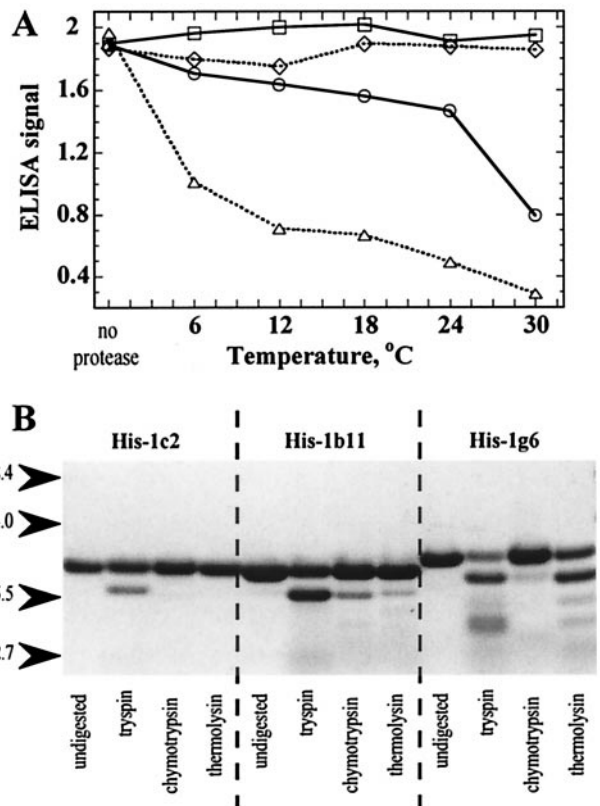 A
2
1.6
1.2
0.8
0.4
ELISA signal
no protease
6 12 18 24 30
Temperature, °C
B
His-1c2 His-1b11 His-1g6
.4
.0
.5
2.7
undigested
tryspin
chymotrypsin
thermolysin
undigested
tryspin
chymotrypsin
thermolysin
undigested
tryspin
chymotrypsin
thermolysin